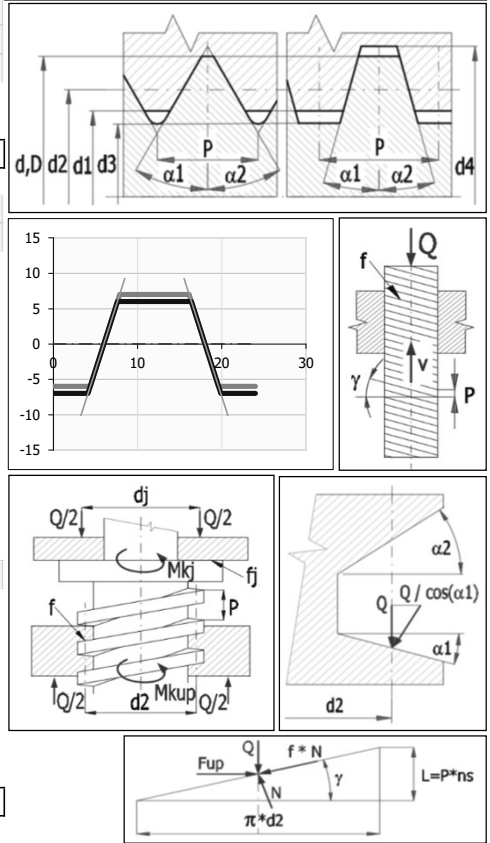 P
P
d,D d2 d1 d3
α1 α2
α1 α2
d4
15
10
5
0
-5
-10
-15
0 10 20 30
Q
f
v
γ
P
dj
Q/2
Q/2
Mkj
fj
f
P
Mkup
Q/2
d2
Q/2
α2
Q
Q / cos(α1)
α1
d2
Q
Fup
f * N
γ
N
L=P*ns
π*d2